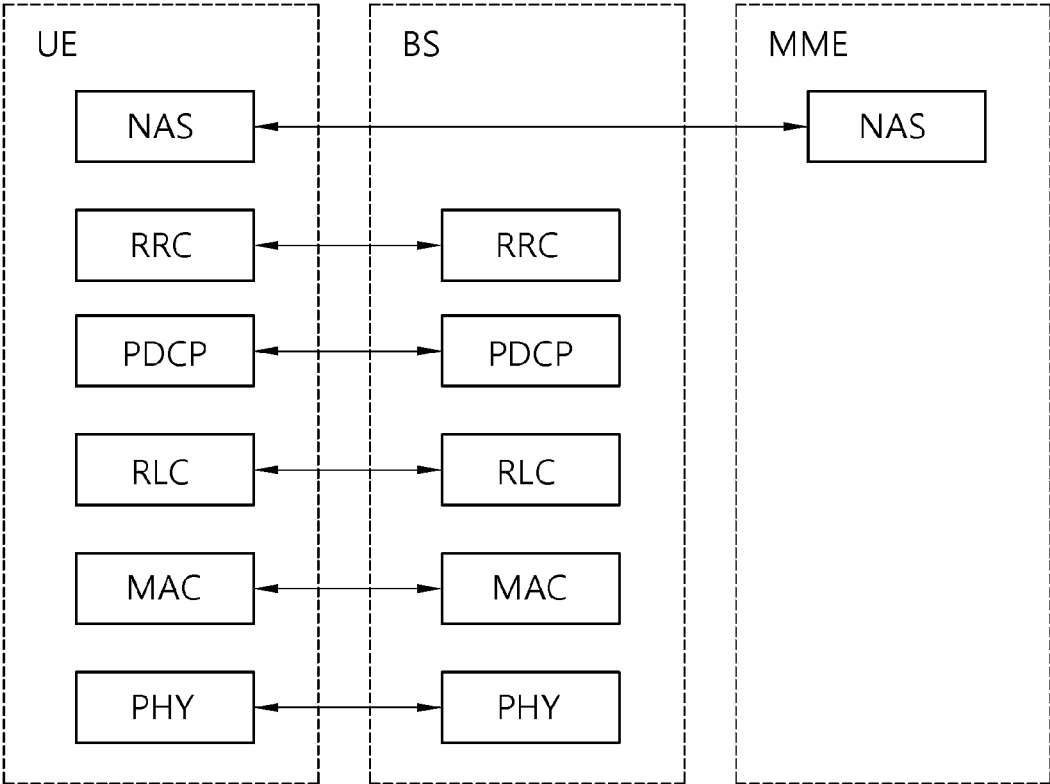 UE BS MME
NAS NAS
RRC RRC
PDCP PDCP
RLC RLC
MAC MAC
PHY PHY